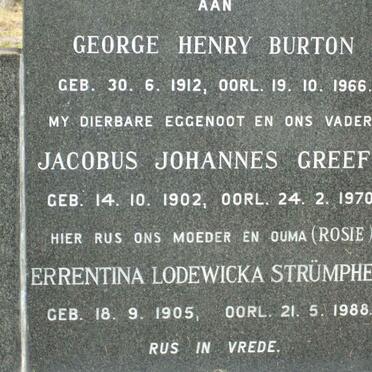 AAN
GEORGE HENRY BURTON
GEB. 30. 6. 1912, OORL. 19. 10. 1966.
MY DIERBARE EGGENOOT EN ONS VADER
JACOBUS JOHANNES GREEF
GEB. 14. 10. 1902, OORL. 24. 2. 1970
HIER RUS ONS MOEDER EN OUMA (ROSIE)
ERRENTINA LODEWICKA STRÜMPHE
GEB. 18. 9. 1905, OORL. 21. 5. 1988.
RUS IN VREDE.